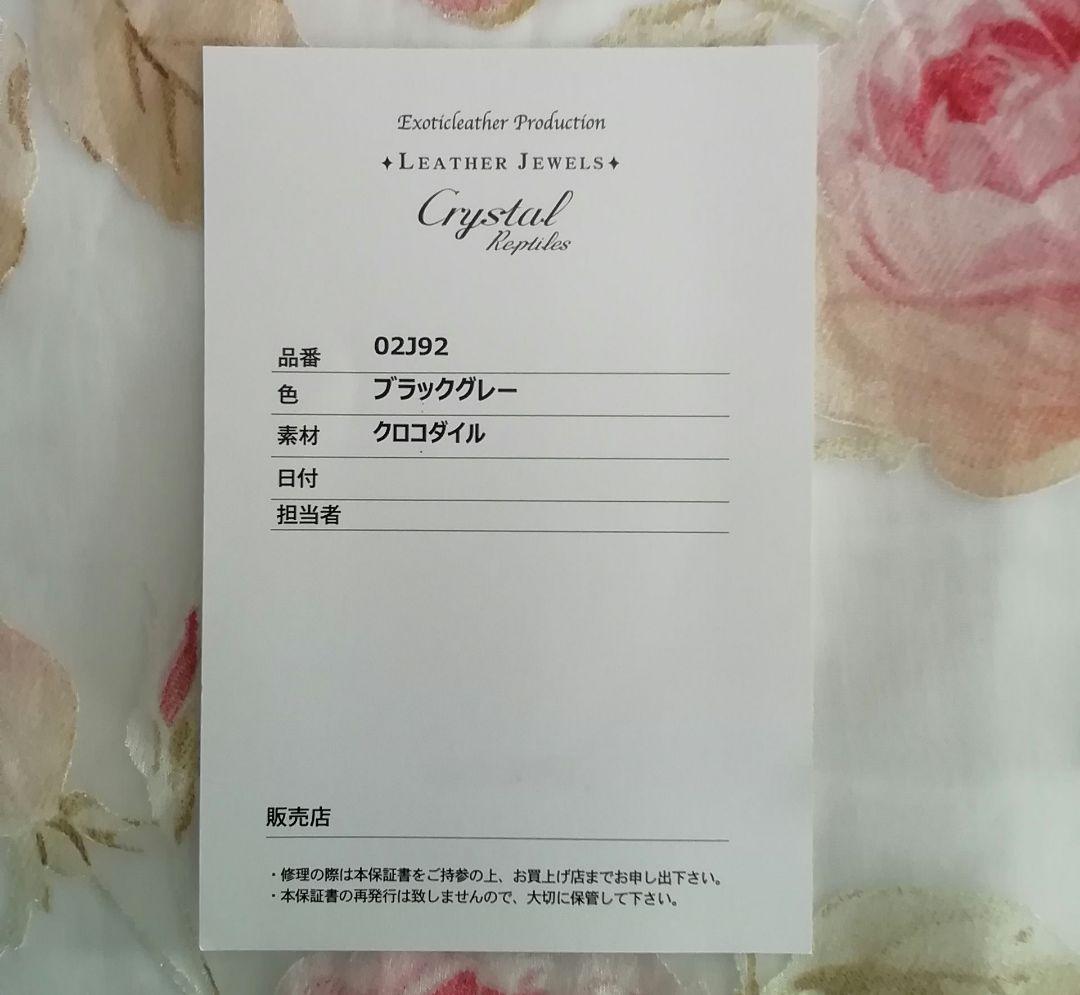 Exoticleather Production
✦LEATHER JEWELS✦
Crystal
Reptiles
品番 02J92
色 ブラックグレー
素材 クロコダイル
日付
担当者
販売店
・修理の際は本保証書をご持参の上、お買上げ店までお申し出下さい。
・本保証書の再発行は致しませんので、大切に保管して下さい。